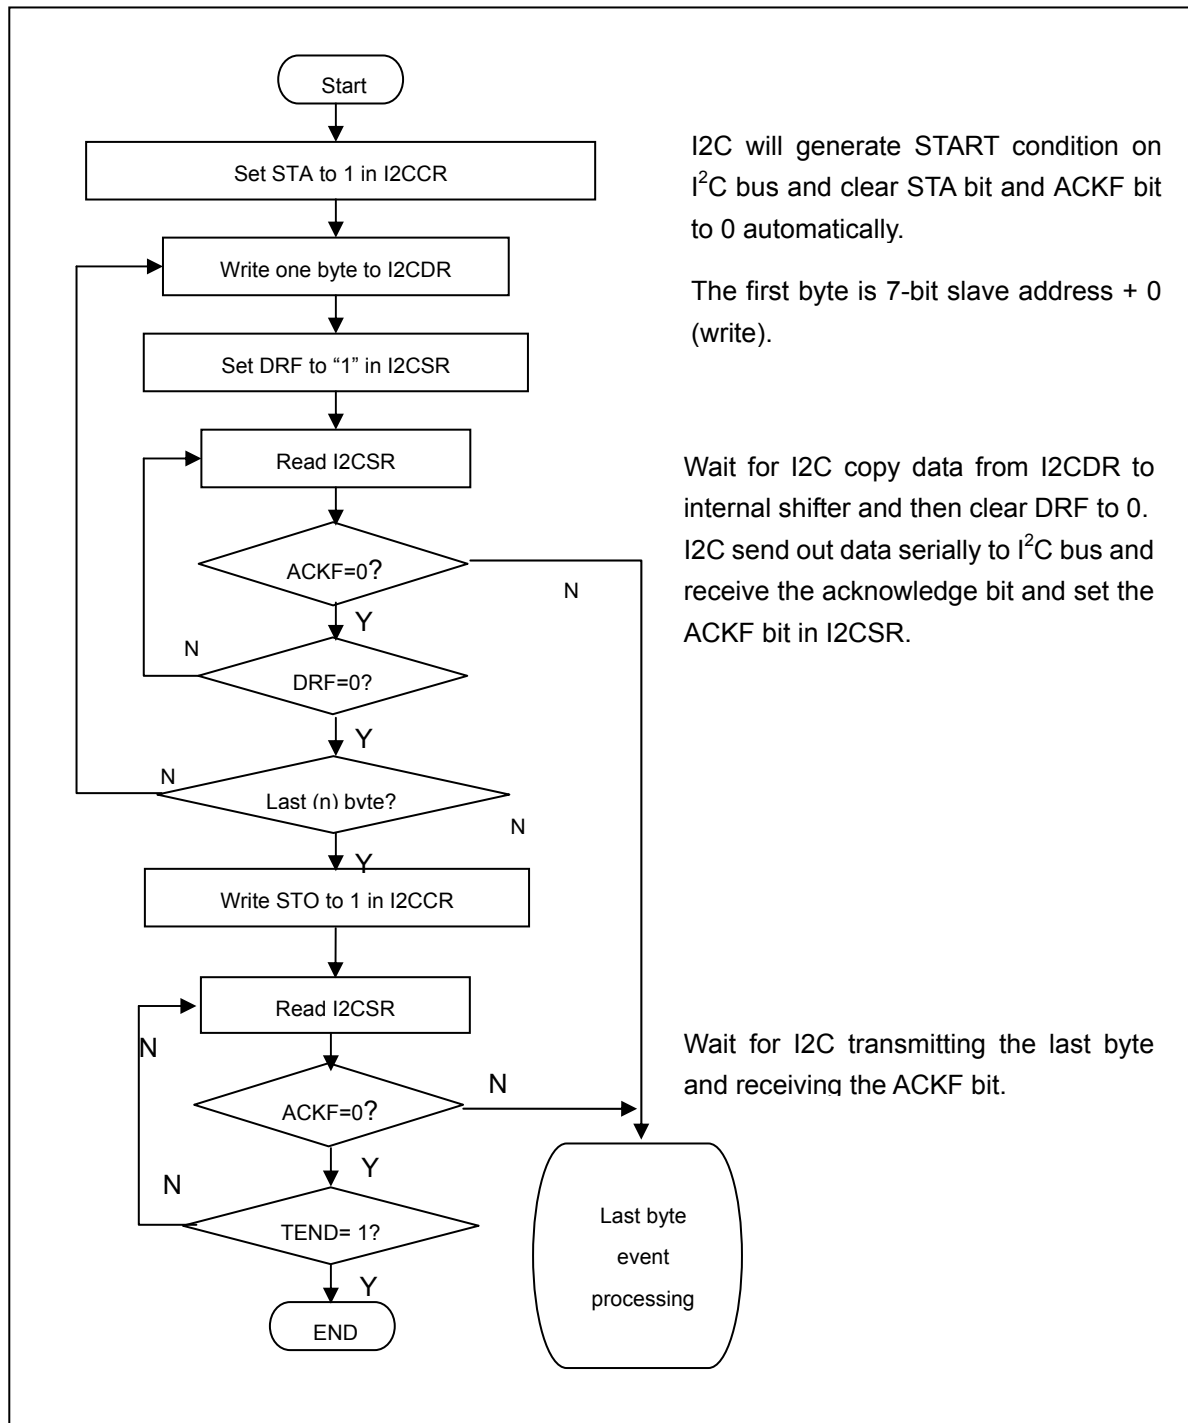 Start
Set STA to 1 in I2CCR
I2C will generate START condition on
I²C bus and clear STA bit and ACKF bit
to 0 automatically.
Write one byte to I2CDR
The first byte is 7-bit slave address + 0
(write).
Set DRF to “1” in I2CSR
Read I2CSR
Wait for I2C copy data from I2CDR to
internal shifter and then clear DRF to 0.
I2C send out data serially to I²C bus and
receive the acknowledge bit and set the
ACKF bit in I2CSR.
ACKF=0?
N
Y
N
DRF=0?
Y
N
Last (n) byte?
N
Y
Write STO to 1 in I2CCR
Read I2CSR
N
Wait for I2C transmitting the last byte
and receiving the ACKF bit.
ACKF=0?
N
Y
N
TEND= 1?
Y
END
Last byte
event
processing